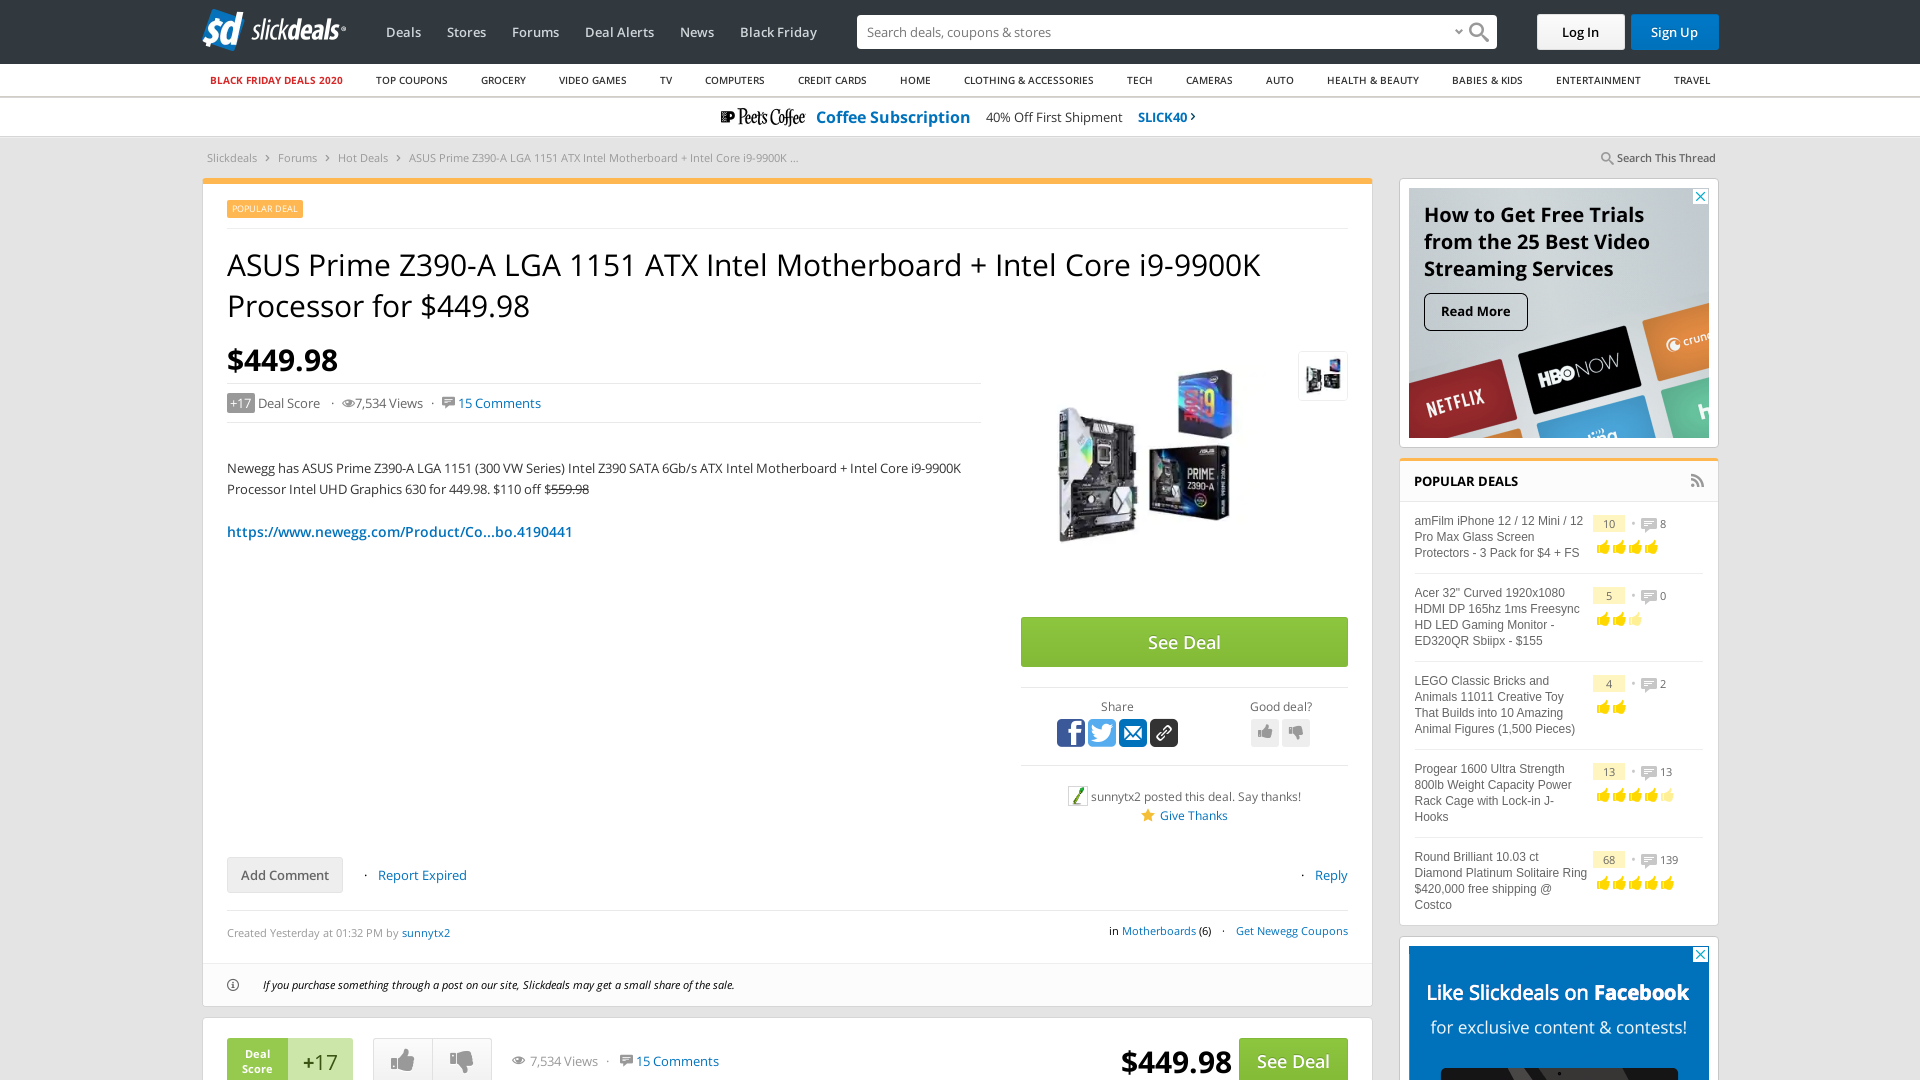 slickdeals
Deals
Stores
Forums
Deal Alerts
News
Black Friday
Search deals, coupons & stores
Log In
Sign Up
BLACK FRIDAY DEALS 2020
TOP COUPONS
GROCERY
VIDEO GAMES
TV
COMPUTERS
CREDIT CARDS
HOME
CLOTHING & ACCESSORIES
TECH
CAMERAS
AUTO
HEALTH & BEAUTY
BABIES & KIDS
ENTERTAINMENT
TRAVEL
Peet's Coffee Coffee Subscription 40% Off First Shipment SLICK40 ›
Slickdeals › Forums › Hot Deals › ASUS Prime Z390-A LGA 1151 ATX Intel Motherboard + Intel Core i9-9900K ...
Search This Thread
POPULAR DEAL
ASUS Prime Z390-A LGA 1151 ATX Intel Motherboard + Intel Core i9-9900K
Processor for $449.98
$449.98
+17 Deal Score · 7,534 Views · 15 Comments
Newegg has ASUS Prime Z390-A LGA 1151 (300 VW Series) Intel Z390 SATA 6Gb/s ATX Intel Motherboard + Intel Core i9-9900K
Processor Intel UHD Graphics 630 for 449.98. $110 off $559.98
https://www.newegg.com/Product/Co...bo.4190441
PRIME
Z390-A
See Deal
Share
Good deal?
sunnytx2 posted this deal. Say thanks!
Give Thanks
Add Comment
· Report Expired
· Reply
Created Yesterday at 01:32 PM by sunnytx2
in Motherboards (6) · Get Newegg Coupons
If you purchase something through a post on our site, Slickdeals may get a small share of the sale.
Deal
Score
+17
7,534 Views · 15 Comments
$449.98
See Deal
How to Get Free Trials
from the 25 Best Video
Streaming Services
Read More
NETFLIX
HBO NOW
crunc
h
ling
POPULAR DEALS
amFilm iPhone 12 / 12 Mini / 12
Pro Max Glass Screen
Protectors - 3 Pack for $4 + FS
10 • 8
Acer 32" Curved 1920x1080
HDMI DP 165hz 1ms Freesync
HD LED Gaming Monitor -
ED320QR Sbiipx - $155
5 • 0
LEGO Classic Bricks and
Animals 11011 Creative Toy
That Builds into 10 Amazing
Animal Figures (1,500 Pieces)
4 • 2
Progear 1600 Ultra Strength
800lb Weight Capacity Power
Rack Cage with Lock-in J-
Hooks
13 • 13
Round Brilliant 10.03 ct
Diamond Platinum Solitaire Ring
$420,000 free shipping @
Costco
68 • 139
Like Slickdeals on Facebook
for exclusive content & contests!